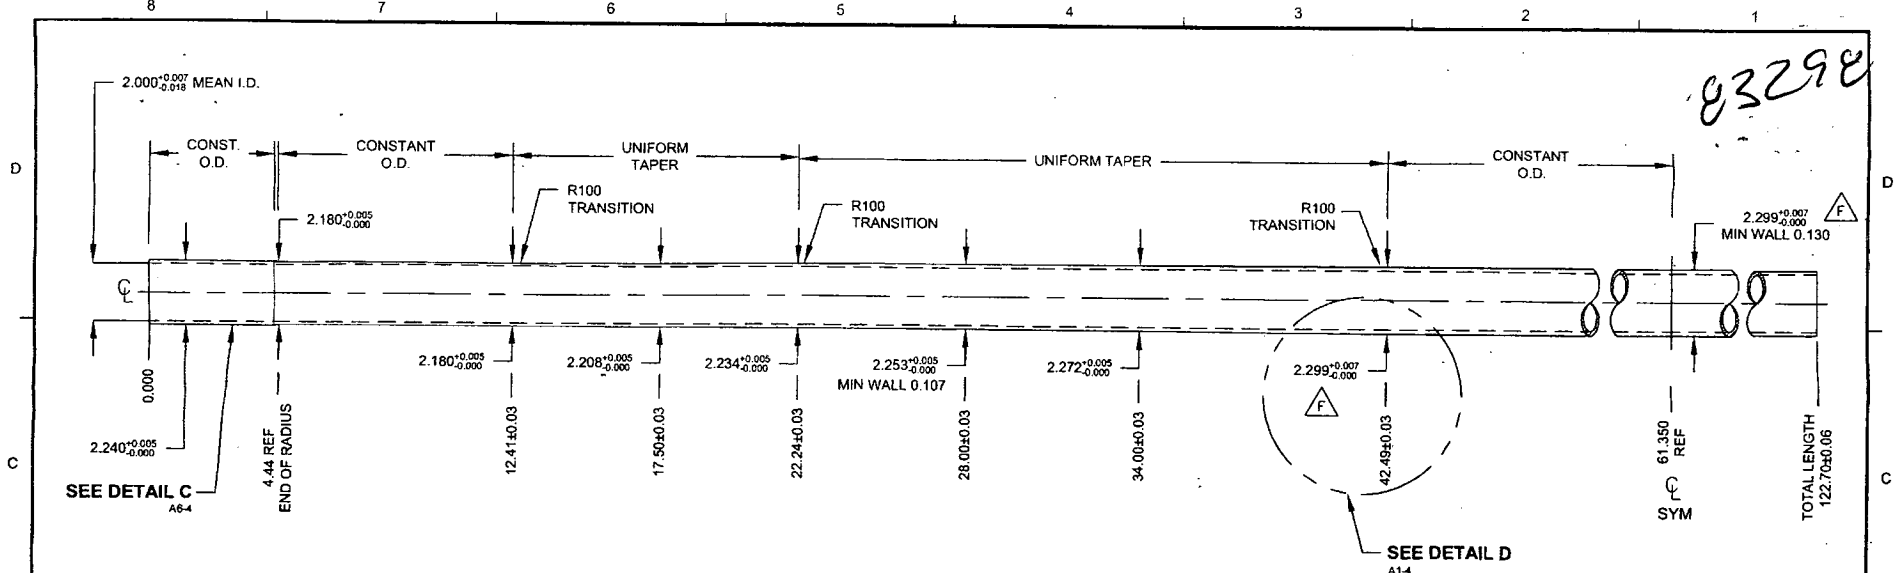 8 7 6 5 4 3 2 1
83298
2.000+0.007 -0.018 MEAN I.D.
CONST.
O.D.
CONSTANT
O.D.
UNIFORM
TAPER
UNIFORM TAPER
CONSTANT
O.D.
D
D
R100
TRANSITION
R100
TRANSITION
R100
TRANSITION
2.180+0.005 -0.000
2.299+0.007 -0.000
MIN WALL 0.130
F
CL
2.180+0.005 -0.000
2.208+0.005 -0.000
2.234+0.005 -0.000
2.253+0.005 -0.000
MIN WALL 0.107
2.272+0.005 -0.000
2.299+0.007 -0.000
F
0.000
2.240+0.005 -0.000
4.44 REF
END OF RADIUS
12.41±0.03
17.50±0.03
22.24±0.03
28.00±0.03
34.00±0.03
42.49±0.03
61.350
REF
CL
SYM
TOTAL LENGTH
122.70±0.06
C
C
SEE DETAIL C
A6-4
SEE DETAIL D
A1-4